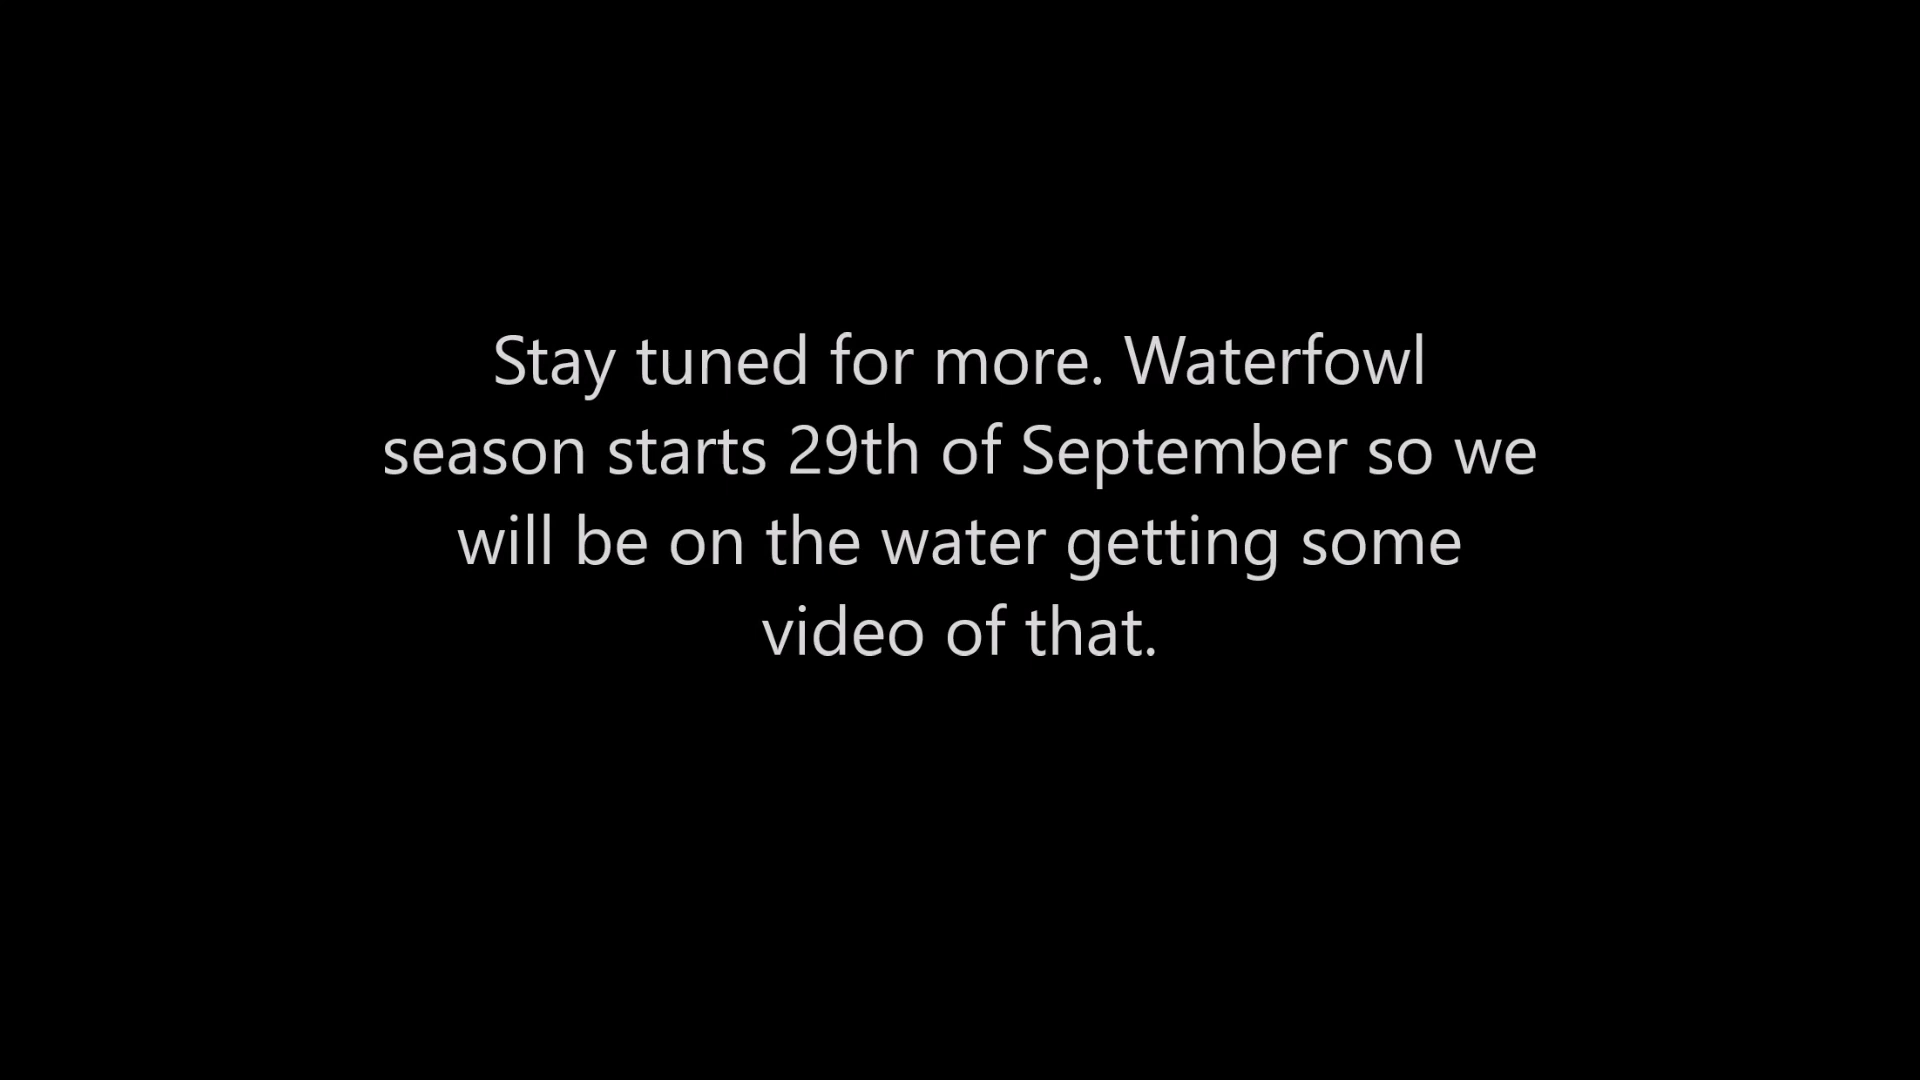 Stay tuned for more. Waterfowl
season starts 29th of September so we
will be on the water getting some
video of that.